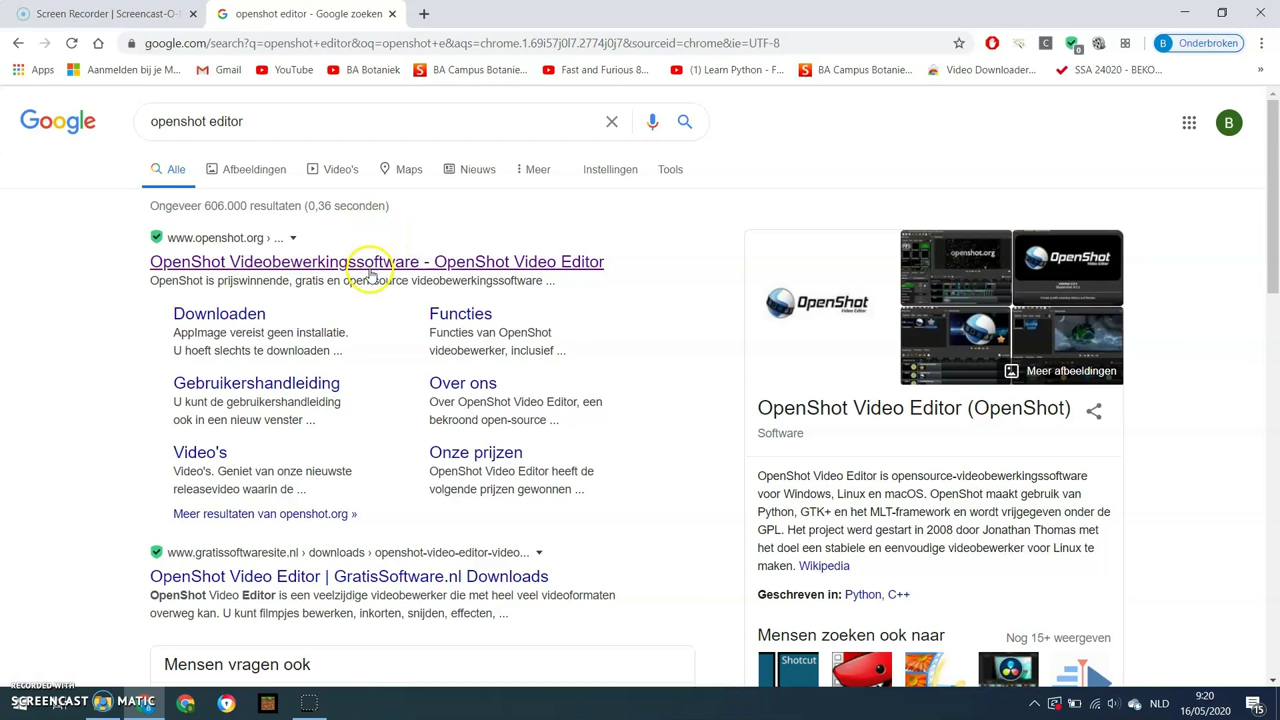 Screen Recorder | Screencast-O-
openshot editor - Google zoeken
google.com/search?q=openshot+editor&oq=openshot+e&aqs=chrome.1.69i57j0l7.2774j0j7&sourceid=chrome&ie=UTF-8
0
C
B Onderbroken
Apps
Aanmelden bij je M...
Gmail
YouTube
BA Botaniek
BA Campus Botanie...
Fast and Furious 8...
(1) Learn Python - F...
BA Campus Botanie...
Video Downloader...
SSA 24020 - BEKO...
»
Google
openshot editor
B
Alle
Afbeeldingen
Video's
Maps
Nieuws
Meer
Instellingen
Tools
Ongeveer 606.000 resultaten (0,36 seconden)
www.openshot.org › ...
OpenShot Videobewerkingssoftware - OpenShot Video Editor
OpenShot is prijswinnende, gratis en open source videobewerkingssoftware ...
Downloaden
AppImage vereist geen installatie.
U hoeft slechts te downloaden ...
Functies
Functies van OpenShot
videobewerker, inclusief ...
Gebruikershandleiding
U kunt de gebruikershandleiding
ook in een nieuw venster ...
Over ons
Over OpenShot Video Editor, een
bekroond open-source ...
Video's
Video's. Geniet van onze nieuwste
releasevideo waarin de ...
Onze prijzen
OpenShot Video Editor heeft de
volgende prijzen gewonnen ...
Meer resultaten van openshot.org »
www.gratissoftwaresite.nl › downloads › openshot-video-editor-video...
OpenShot Video Editor | GratisSoftware.nl Downloads
OpenShot Video Editor is een veelzijdige videobewerker die met heel veel videoformaten
overweg kan. U kunt filmpjes bewerken, inkorten, snijden, effecten, ...
Mensen vragen ook
OpenShot
Video Editor
openshot.org
OpenShot
Meer afbeeldingen
OpenShot Video Editor (OpenShot)
Software
OpenShot Video Editor is opensource-videobewerkingssoftware
voor Windows, Linux en macOS. OpenShot maakt gebruik van
Python, GTK+ en het MLT-framework en wordt vrijgegeven onder de
GPL. Het project werd gestart in 2008 door Jonathan Thomas met
het doel een stabiele en eenvoudige videobewerker voor Linux te
maken. Wikipedia
Geschreven in: Python, C++
Mensen zoeken ook naar
Nog 15+ weergeven
Shotcut
RECORDED WITH
SCREENCAST MATIC
NLD
9:20
16/05/2020
15